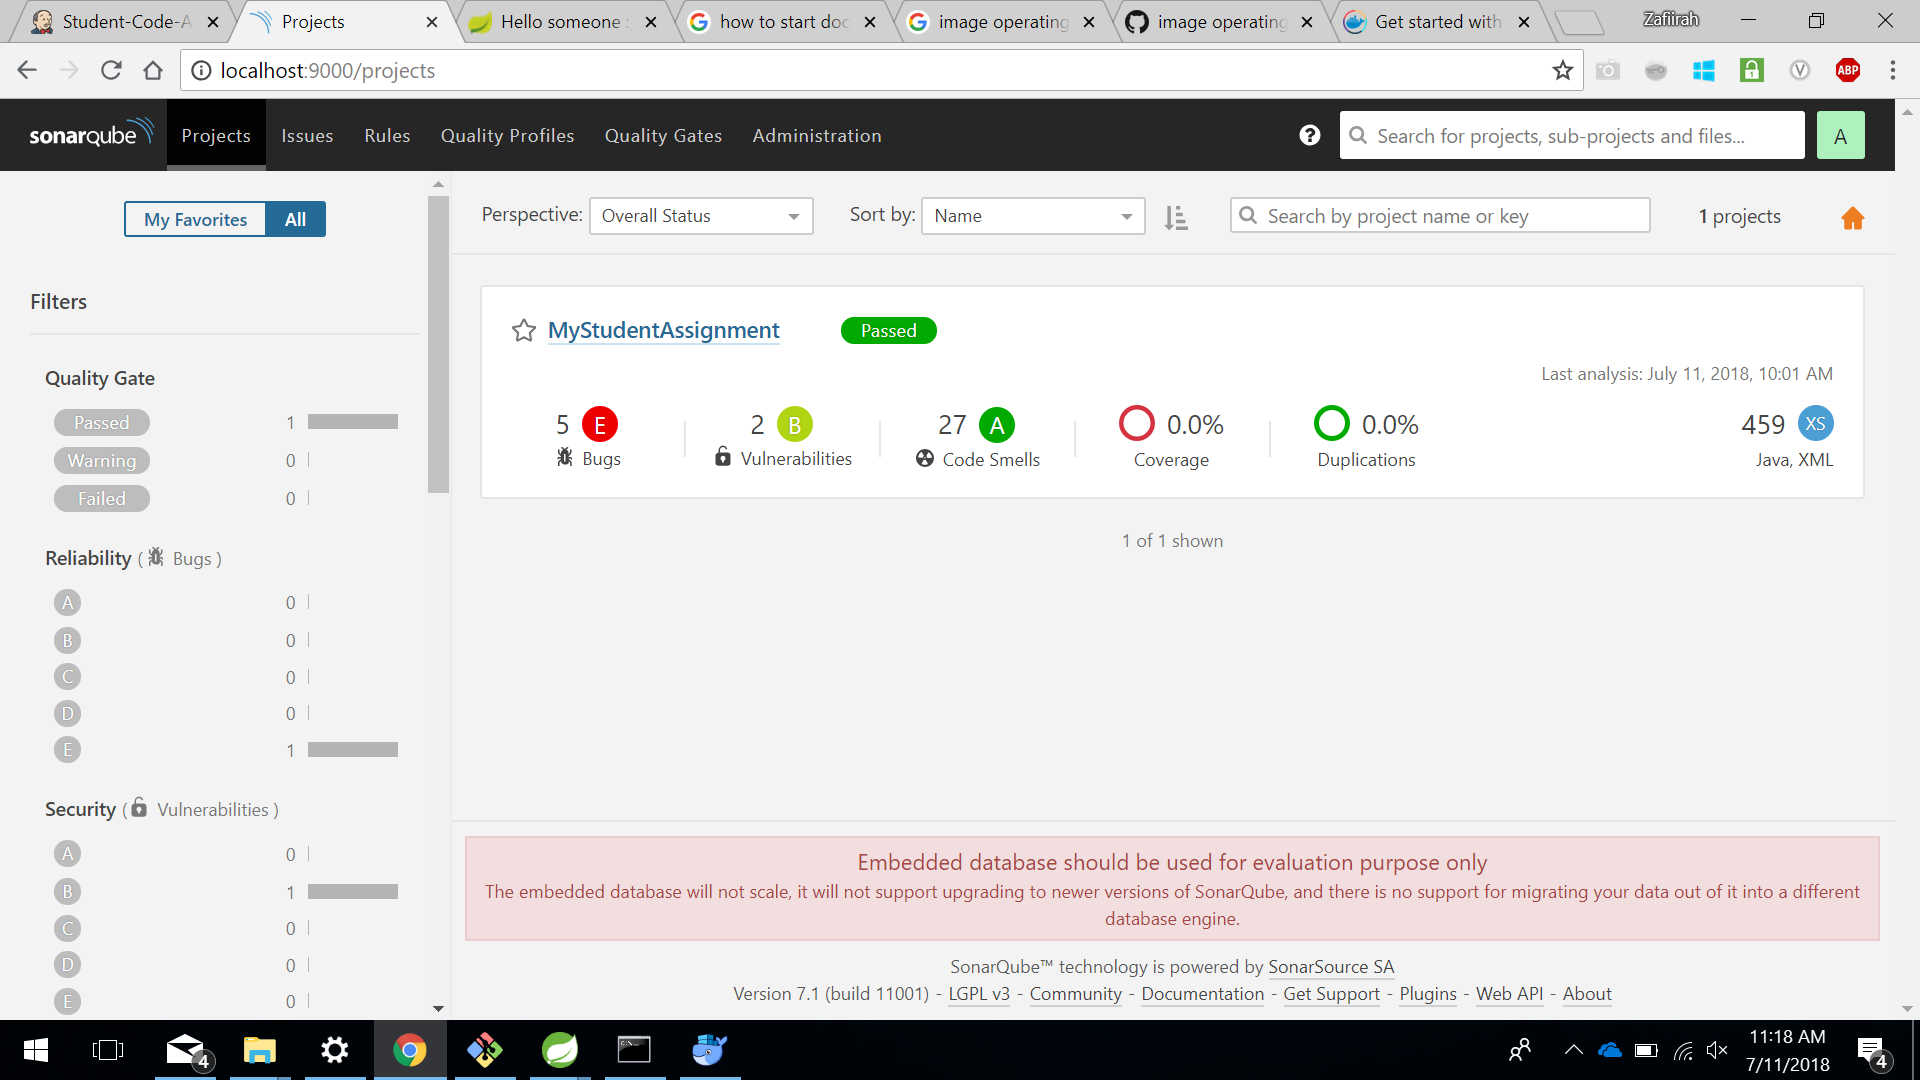 Student-Code-A
Projects
Hello someone :
how to start doc
image operating
image operating
Get started with
Zafiirah
localhost:9000/projects
ABP
sonarqube
Projects
Issues
Rules
Quality Profiles
Quality Gates
Administration
Search for projects, sub-projects and files...
A
My Favorites
All
Perspective:
Overall Status
Sort by:
Name
Search by project name or key
1 projects
Filters
Quality Gate
Passed 1
Warning 0
Failed 0
Reliability ( Bugs )
A 0
B 0
C 0
D 0
E 1
Security ( Vulnerabilities )
A 0
B 1
C 0
D 0
E 0
MyStudentAssignment
Passed
Last analysis: July 11, 2018, 10:01 AM
5 E
Bugs
2 B
Vulnerabilities
27 A
Code Smells
0.0%
Coverage
0.0%
Duplications
459 XS
Java, XML
1 of 1 shown
Embedded database should be used for evaluation purpose only
The embedded database will not scale, it will not support upgrading to newer versions of SonarQube, and there is no support for migrating your data out of it into a different
database engine.
SonarQube™ technology is powered by SonarSource SA
Version 7.1 (build 11001) - LGPL v3 - Community - Documentation - Get Support - Plugins - Web API - About
4
11:18 AM
7/11/2018
4